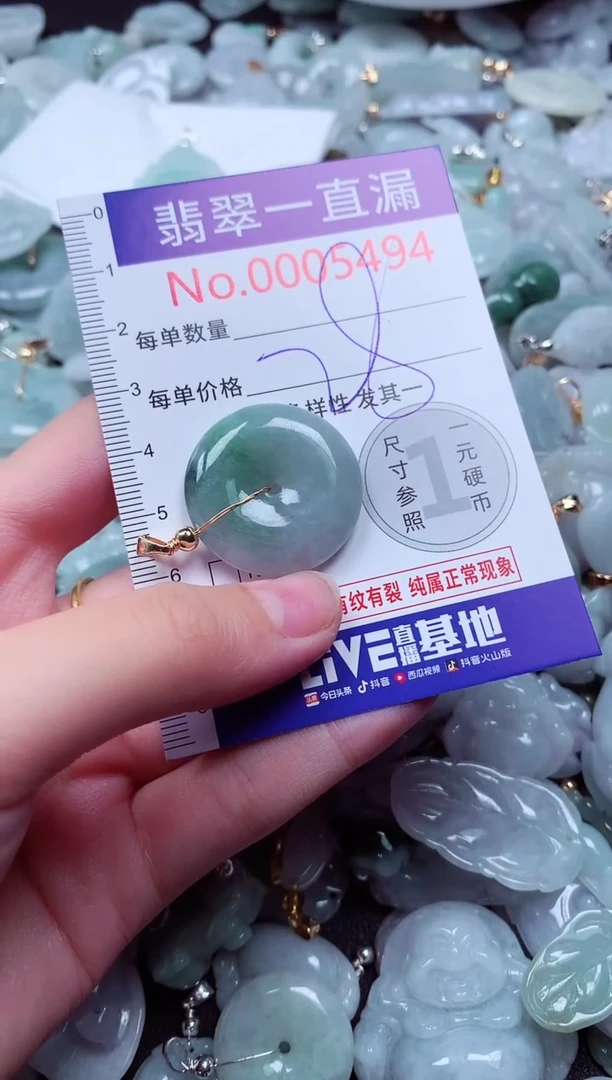 0
翡翠一直漏
1
No.0005494
2
每单数量
3
每单价格
28
样性 发其一
4
尺寸参照
1
一元硬币
5
6
有纹有裂 纯属正常现象
LIVE直播基地
今日头条 抖音 西瓜视频 抖音火山版